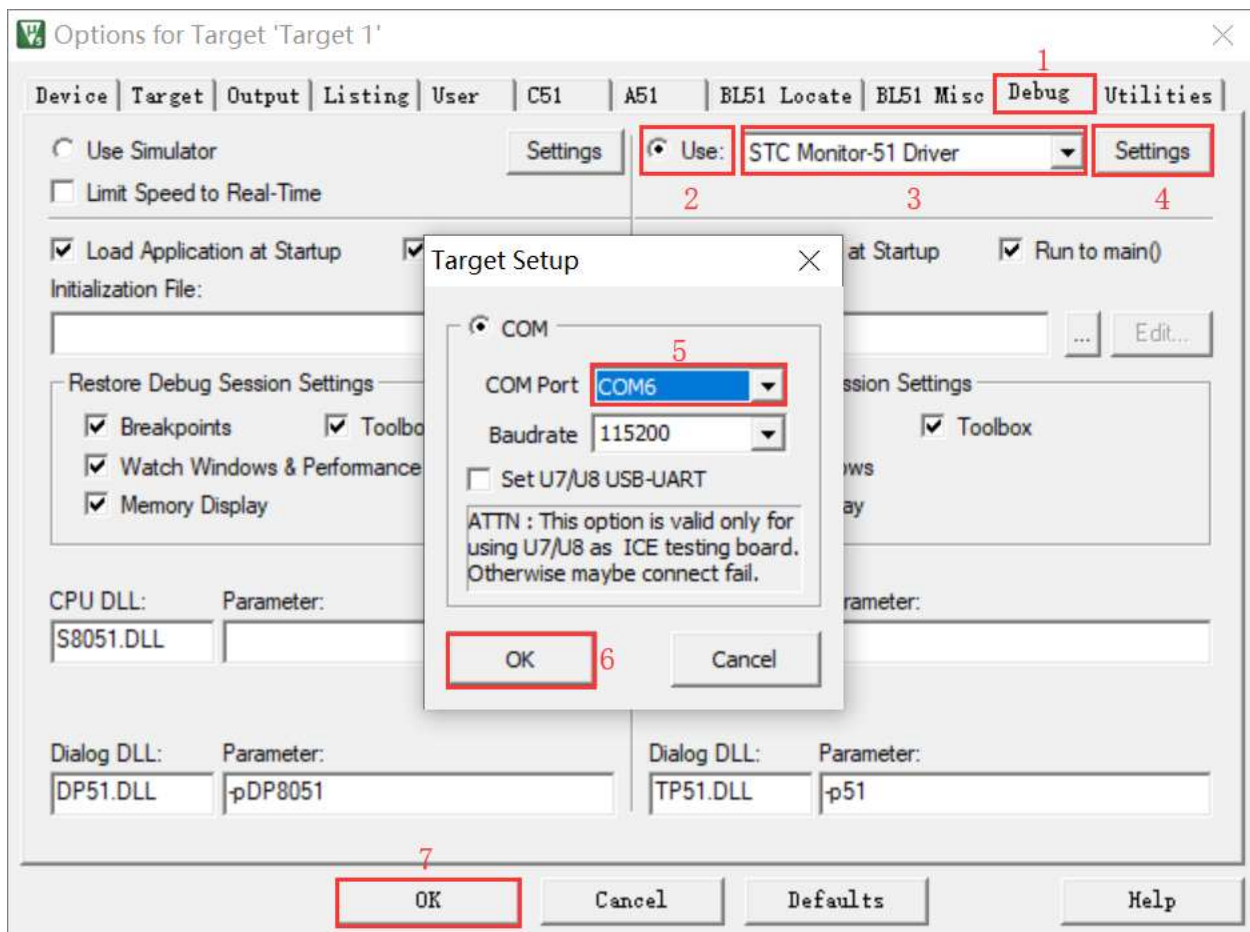 Options for Target 'Target 1'
1
Device Target Output Listing User C51 A51 BL51 Locate BL51 Misc Debug Utilities
Use Simulator Settings Use: STC Monitor-51 Driver Settings
Limit Speed to Real-Time
2 3 4
Load Application at Startup
at Startup Run to main()
Initialization File:
... Edit...
Target Setup
COM
5
COM Port COM6
Baudrate 115200
Set U7/U8 USB-UART
ATTN : This option is valid only for
using U7/U8 as ICE testing board.
Otherwise maybe connect fail.
OK 6 Cancel
Restore Debug Session Settings
ssion Settings
Breakpoints Toolbo
Toolbox
Watch Windows & Performance
ows
Memory Display
ay
CPU DLL: Parameter:
rameter:
S8051.DLL
Dialog DLL: Parameter: Dialog DLL: Parameter:
DP51.DLL -pDP8051 TP51.DLL -p51
7
OK Cancel Defaults Help